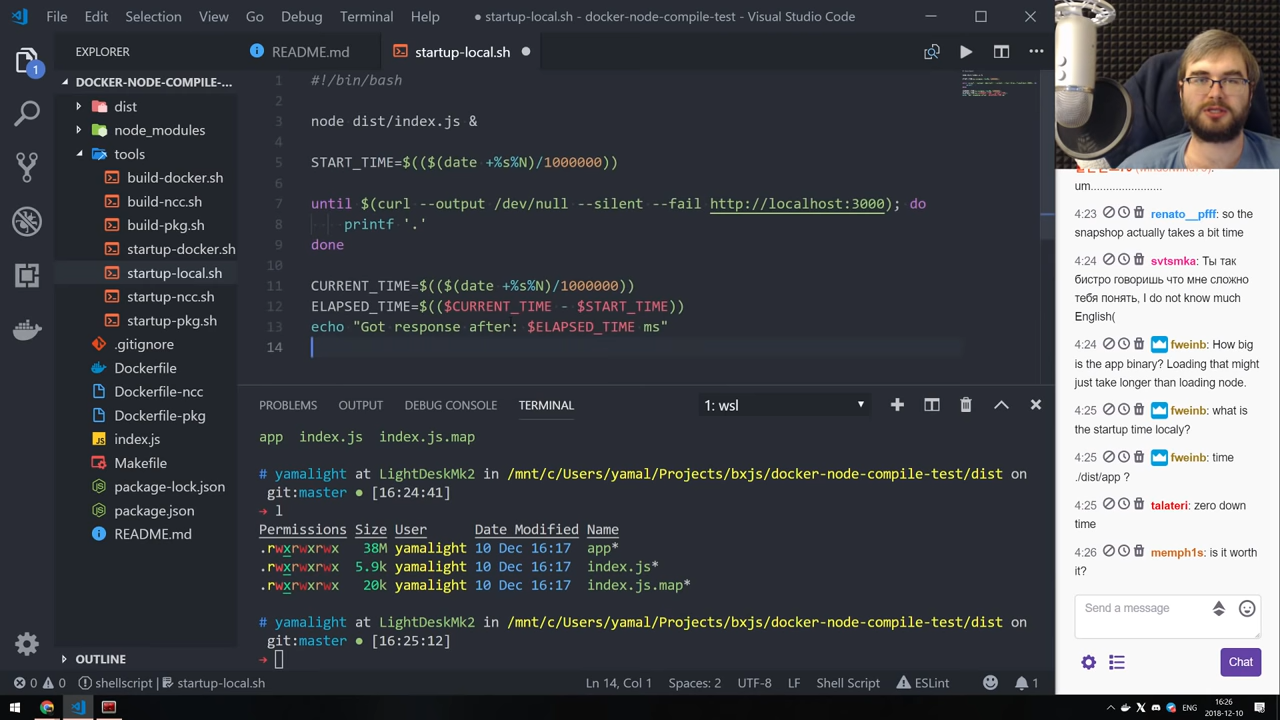 File Edit Selection View Go Debug Terminal Help
● startup-local.sh - docker-node-compile-test - Visual Studio Code
EXPLORER
README.md
startup-local.sh
1
DOCKER-NODE-COMPILE-...
dist
node_modules
tools
build-docker.sh
build-ncc.sh
build-pkg.sh
startup-docker.sh
startup-local.sh
startup-ncc.sh
startup-pkg.sh
.gitignore
Dockerfile
Dockerfile-ncc
Dockerfile-pkg
index.js
Makefile
package-lock.json
package.json
README.md
OUTLINE
1 #!/bin/bash
2
3 node dist/index.js &
4
5 START_TIME=$(($(date +%s%N)/1000000))
6
7 until $(curl --output /dev/null --silent --fail http://localhost:3000); do
8 printf '.'
9 done
10
11 CURRENT_TIME=$(($(date +%s%N)/1000000))
12 ELAPSED_TIME=$(($CURRENT_TIME - $START_TIME))
13 echo "Got response after: $ELAPSED_TIME ms"
14
PROBLEMS OUTPUT DEBUG CONSOLE TERMINAL
1: wsl
app index.js index.js.map
# yamalight at LightDeskMk2 in /mnt/c/Users/yamal/Projects/bxjs/docker-node-compile-test/dist on
git:master ● [16:24:41]
→ l
Permissions Size User Date Modified Name
.rwxrwxrwx 38M yamalight 10 Dec 16:17 app*
.rwxrwxrwx 5.9k yamalight 10 Dec 16:17 index.js*
.rwxrwxrwx 20k yamalight 10 Dec 16:17 index.js.map*
# yamalight at LightDeskMk2 in /mnt/c/Users/yamal/Projects/bxjs/docker-node-compile-test/dist on
git:master ● [16:25:12]
→
0 0 shellscript | startup-local.sh
Ln 14, Col 1 Spaces: 2 UTF-8 LF Shell Script ESLint 1
um......................
4:23 renato__pfff: so the
snapshop actually takes a bit time
4:24 svtsmka: Ты так
бистро говоришь что мне сложно
тебя понять, I do not know much
English(
4:24 fweinb: How big
is the app binary? Loading that might
just take longer than loading node.
4:25 fweinb: what is
the startup time localy?
4:25 fweinb: time
./dist/app ?
4:25 talateri: zero down
time
4:26 memph1s: is it worth
it?
Send a message
Chat
ENG
16:26
2018-12-10